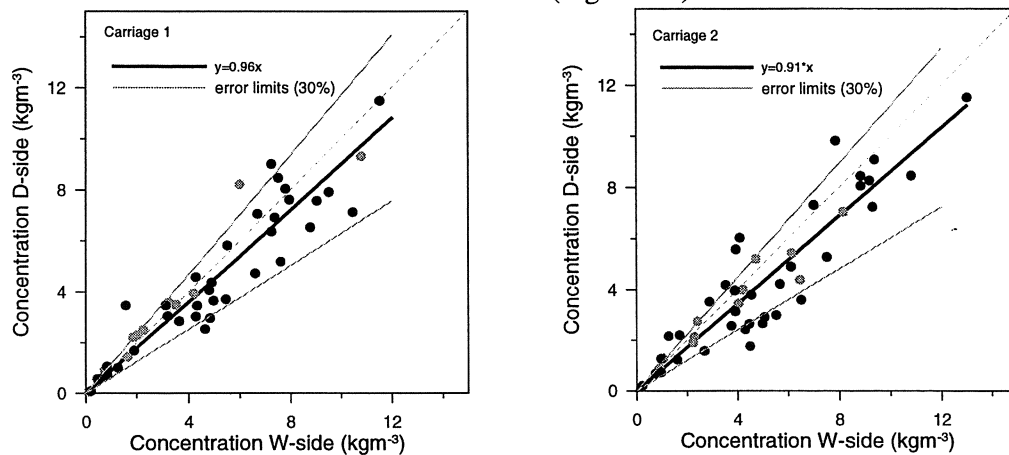 Carriage 1
y=0.96x
error limits (30%)
Concentration D-side (kgm⁻³)
12
8
4
0
0 4 8 12
Concentration W-side (kgm⁻³)
Carriage 2
y=0.91*x
error limits (30%)
Concentration D-side (kgm⁻³)
12
8
4
0
0 4 8 12
Concentration W-side (kgm⁻³)